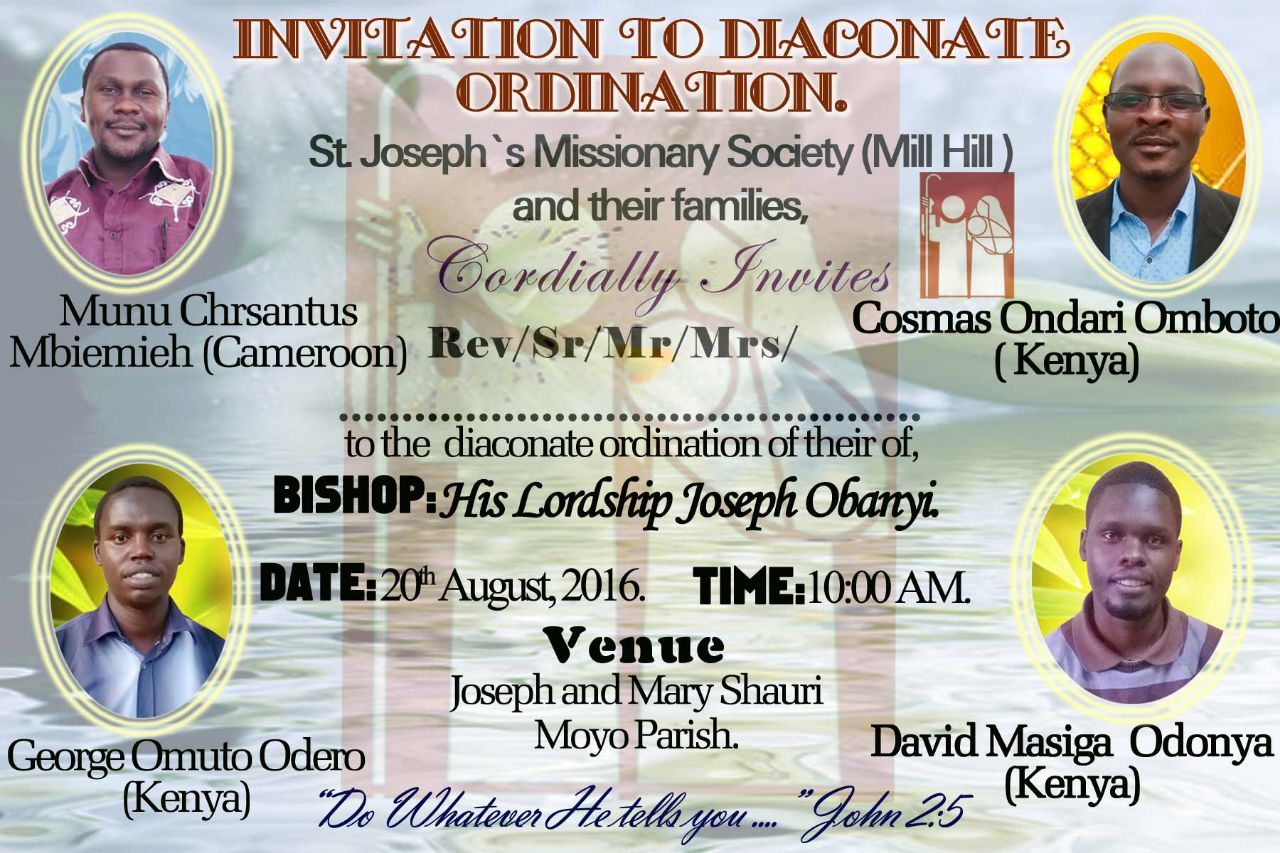 INVITATION TO DIACONATE
ORDINATION.
St. Joseph`s Missionary Society (Mill Hill )
and their families,
Cordially Invites
Rev/Sr/Mr/Mrs/
................................................
to the diaconate ordination of their of,
BISHOP: His Lordship Joseph Obanyi.
DATE: 20th August, 2016. TIME: 10:00 AM.
Venue
Joseph and Mary Shauri
Moyo Parish.
"Do Whatever He tells you ...." John 2:5
Munu Chrsantus
Mbiemieh (Cameroon)
Cosmas Ondari Omboto
( Kenya)
George Omuto Odero
(Kenya)
David Masiga Odonya
(Kenya)